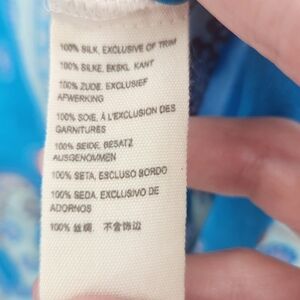 100% SILK, EXCLUSIVE OF TRIM
100% SILKE, EKSKL. KANT
100% ZIJDE, EXCLUSIEF
AFWERKING
100% SOIE, À L'EXCLUSION DES
GARNITURES
100% SEIDE, BESATZ
AUSGENOMMEN
100% SETA, ESCLUSO BORDO
100% SEDA, EXCLUSIVO DE
ADORNOS
100% 丝绸, 不含饰边